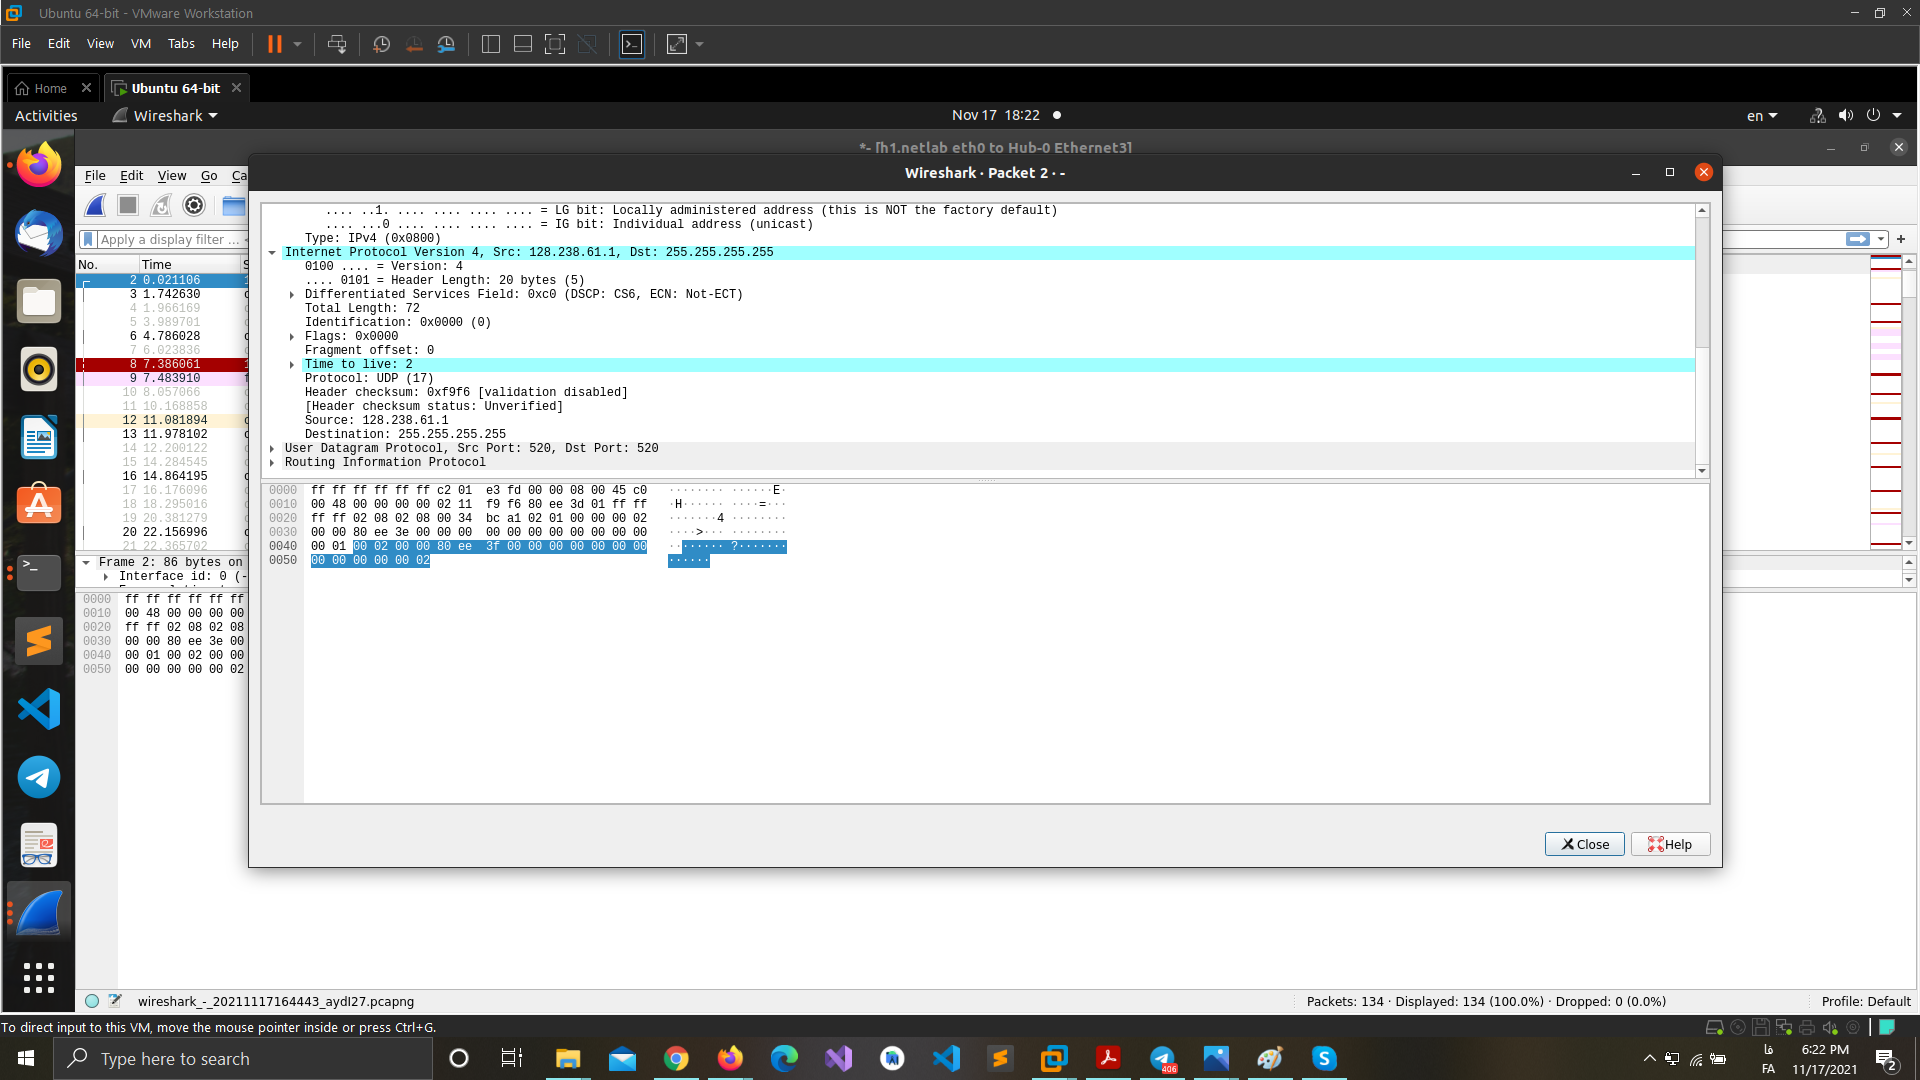 Ubuntu 64-bit - VMware Workstation
File Edit View VM Tabs Help
Home
Ubuntu 64-bit
Activities Wireshark Nov 17 18:22 en
*- [h1.netlab eth0 to Hub-0 Ethernet3]
Wireshark · Packet 2 · -
File Edit View Go Ca
Apply a display filter ...
No. Time S
2 0.021106 1
3 1.742630 c
4 1.966169 c
5 3.989701 c
6 4.786028 c
7 6.023836 c
8 7.386061 1
9 7.483910 f
10 8.057066 c
11 10.168858 c
12 11.081894 c
13 11.978102 c
14 12.200122 c
15 14.284545 c
16 14.864195 c
17 16.176096 c
18 18.295016 c
19 20.381279 c
20 22.156996 c
21 22.365702 c
Frame 2: 86 bytes on
Interface id: 0 (-
0000 ff ff ff ff ff ff
0010 00 48 00 00 00 00
0020 ff ff 02 08 02 08
0030 00 00 80 ee 3e 00
0040 00 01 00 02 00 00
0050 00 00 00 00 00 02
.... ..1. .... .... .... .... = LG bit: Locally administered address (this is NOT the factory default)
.... ...0 .... .... .... .... = IG bit: Individual address (unicast)
Type: IPv4 (0x0800)
Internet Protocol Version 4, Src: 128.238.61.1, Dst: 255.255.255.255
0100 .... = Version: 4
.... 0101 = Header Length: 20 bytes (5)
Differentiated Services Field: 0xc0 (DSCP: CS6, ECN: Not-ECT)
Total Length: 72
Identification: 0x0000 (0)
Flags: 0x0000
Fragment offset: 0
Time to live: 2
Protocol: UDP (17)
Header checksum: 0xf9f6 [validation disabled]
[Header checksum status: Unverified]
Source: 128.238.61.1
Destination: 255.255.255.255
User Datagram Protocol, Src Port: 520, Dst Port: 520
Routing Information Protocol
0000 ff ff ff ff ff ff c2 01 e3 fd 00 00 08 00 45 c0 ········ ······E·
0010 00 48 00 00 00 00 02 11 f9 f6 80 ee 3d 01 ff ff ·H······ ····=···
0020 ff ff 02 08 02 08 00 34 bc a1 02 01 00 00 00 02 ·······4 ········
0030 00 00 80 ee 3e 00 00 00 00 00 00 00 00 00 00 00 ····>··· ········
0040 00 01 00 02 00 00 80 ee 3f 00 00 00 00 00 00 00 ········ ?·······
0050 00 00 00 00 00 02 ······
Close Help
wireshark_-_20211117164443_aydI27.pcapng Packets: 134 · Displayed: 134 (100.0%) · Dropped: 0 (0.0%) Profile: Default
To direct input to this VM, move the mouse pointer inside or press Ctrl+G.
Type here to search
406
فا
FA
6:22 PM
11/17/2021
2